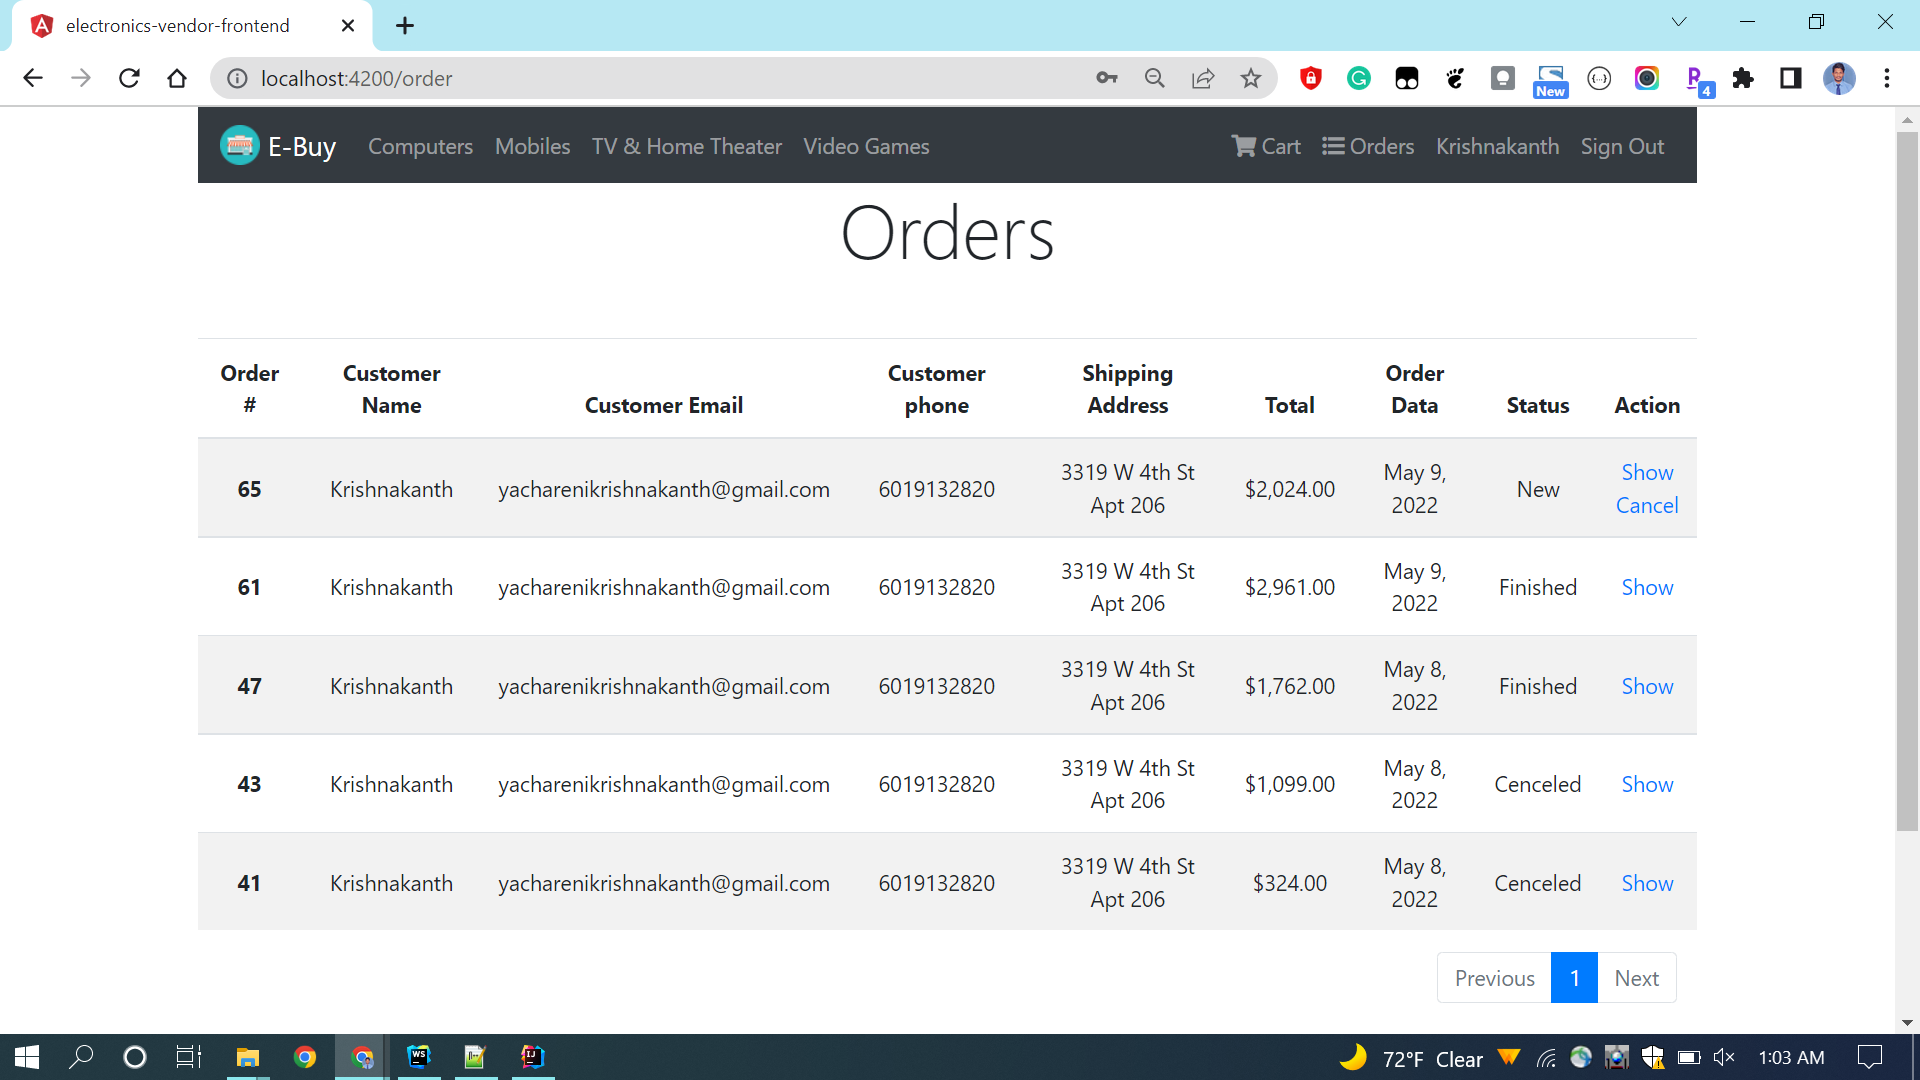 electronics-vendor-frontend
localhost:4200/order
New
4
E-Buy Computers Mobiles TV & Home Theater Video Games Cart Orders Krishnakanth Sign Out
Orders
Order # Customer Name Customer Email Customer phone Shipping Address Total Order Data Status Action
65 Krishnakanth yacharenikrishnakanth@gmail.com 6019132820 3319 W 4th St Apt 206 $2,024.00 May 9, 2022 New Show Cancel
61 Krishnakanth yacharenikrishnakanth@gmail.com 6019132820 3319 W 4th St Apt 206 $2,961.00 May 9, 2022 Finished Show
47 Krishnakanth yacharenikrishnakanth@gmail.com 6019132820 3319 W 4th St Apt 206 $1,762.00 May 8, 2022 Finished Show
43 Krishnakanth yacharenikrishnakanth@gmail.com 6019132820 3319 W 4th St Apt 206 $1,099.00 May 8, 2022 Cenceled Show
41 Krishnakanth yacharenikrishnakanth@gmail.com 6019132820 3319 W 4th St Apt 206 $324.00 May 8, 2022 Cenceled Show
Previous 1 Next
72°F Clear 1:03 AM